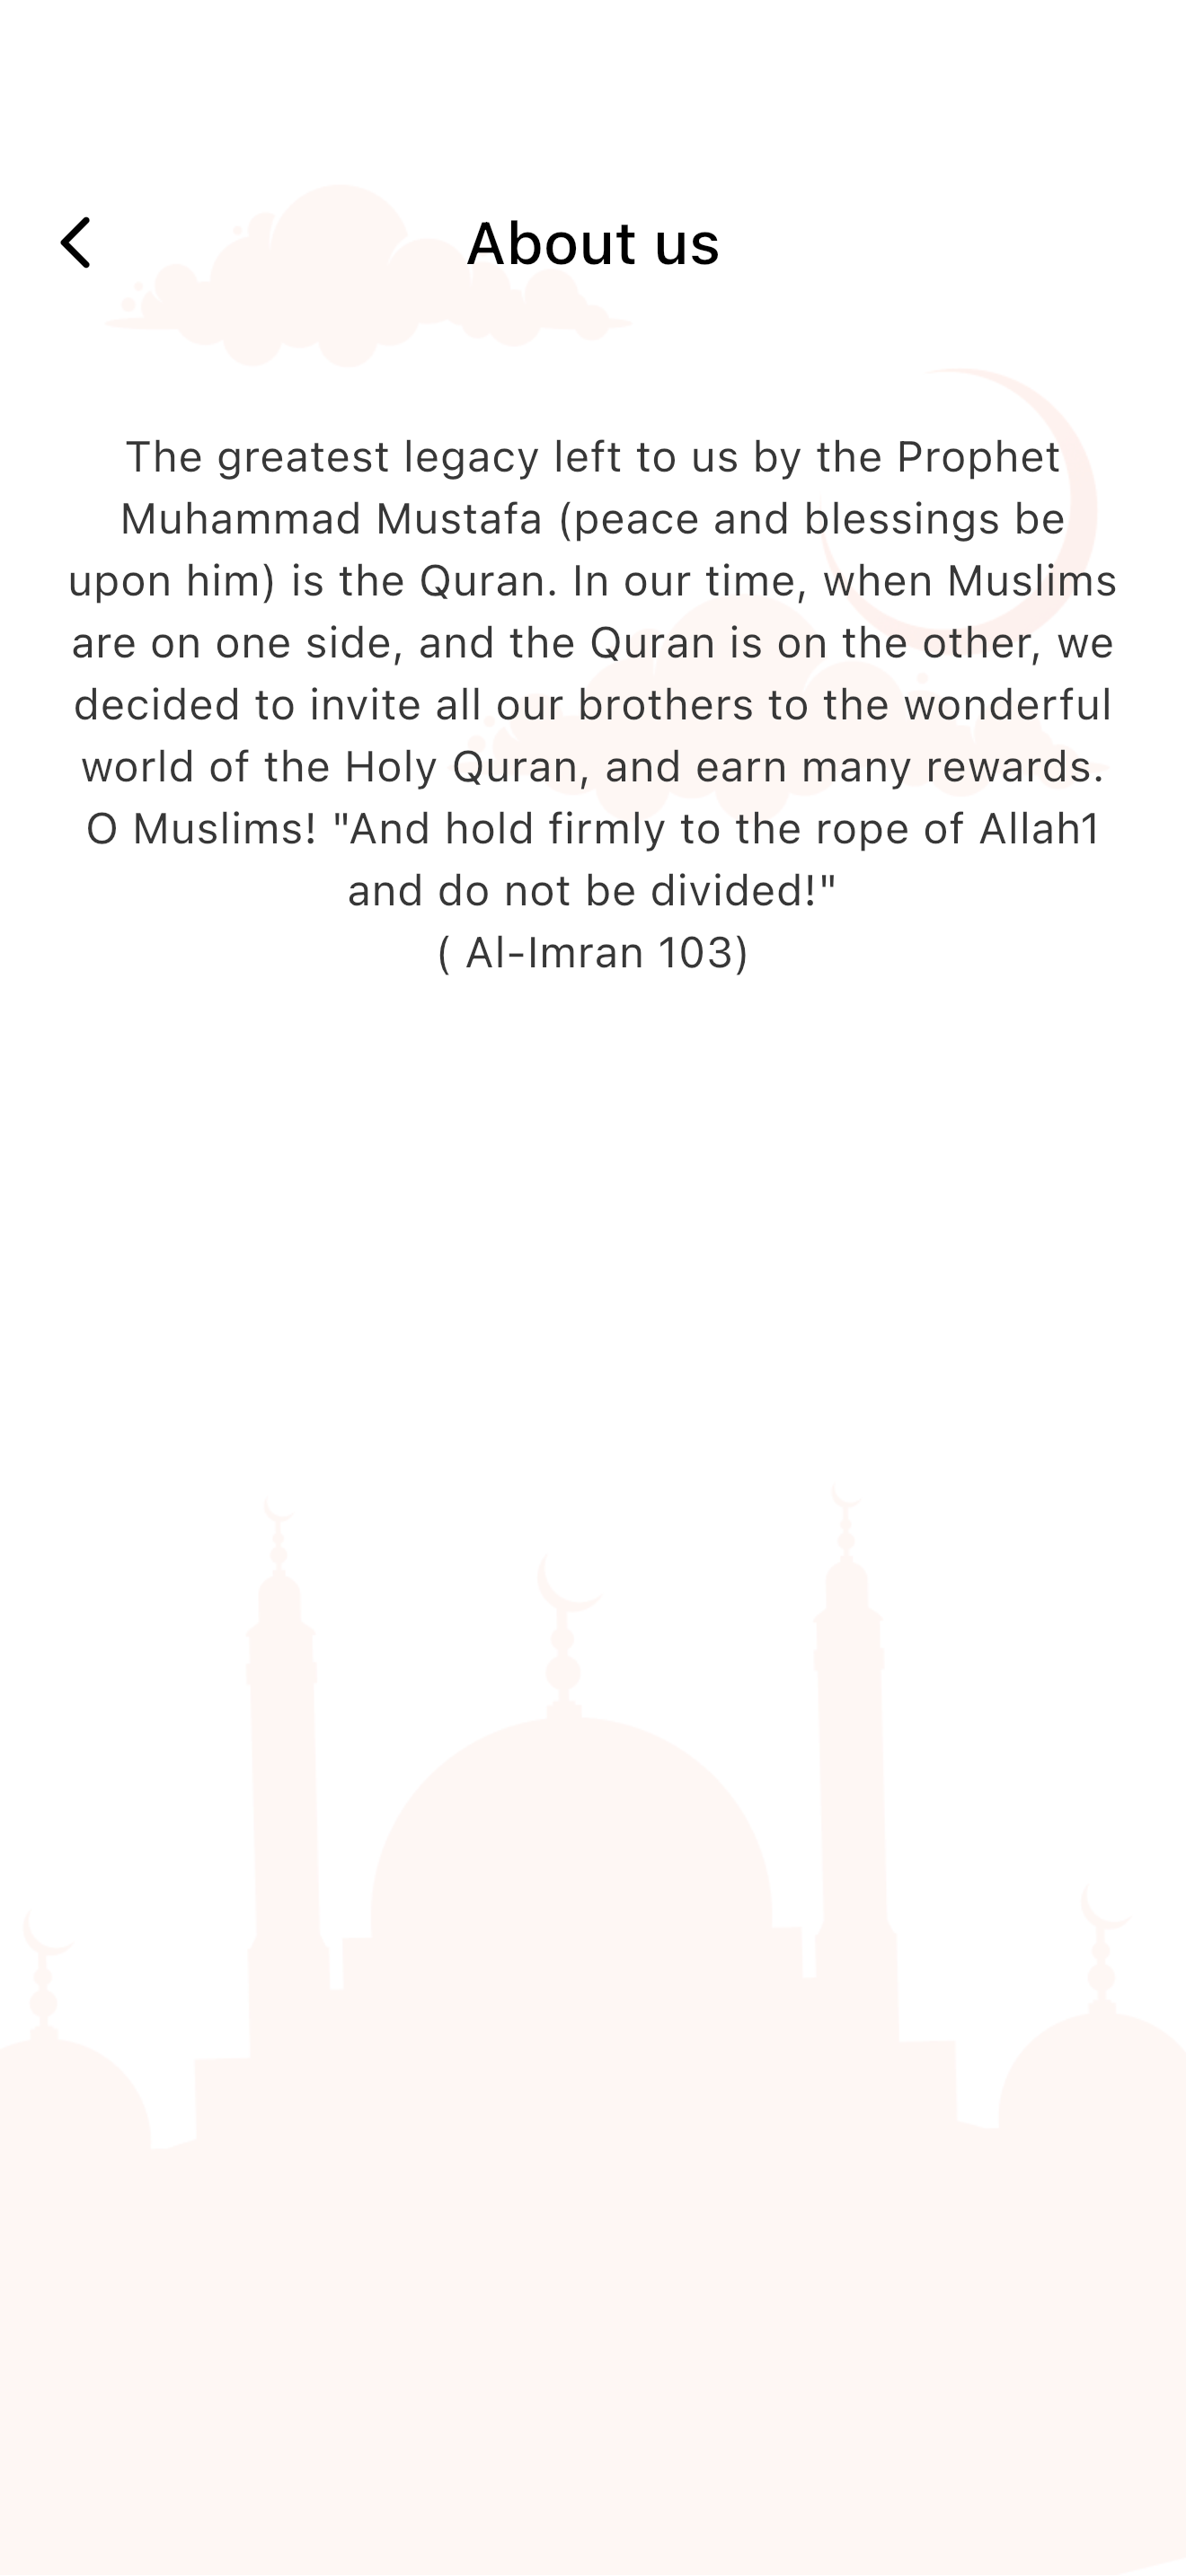 About us
The greatest legacy left to us by the Prophet
Muhammad Mustafa (peace and blessings be
upon him) is the Quran. In our time, when Muslims
are on one side, and the Quran is on the other, we
decided to invite all our brothers to the wonderful
world of the Holy Quran, and earn many rewards.
O Muslims! "And hold firmly to the rope of Allah1
and do not be divided!"
( Al-Imran 103)